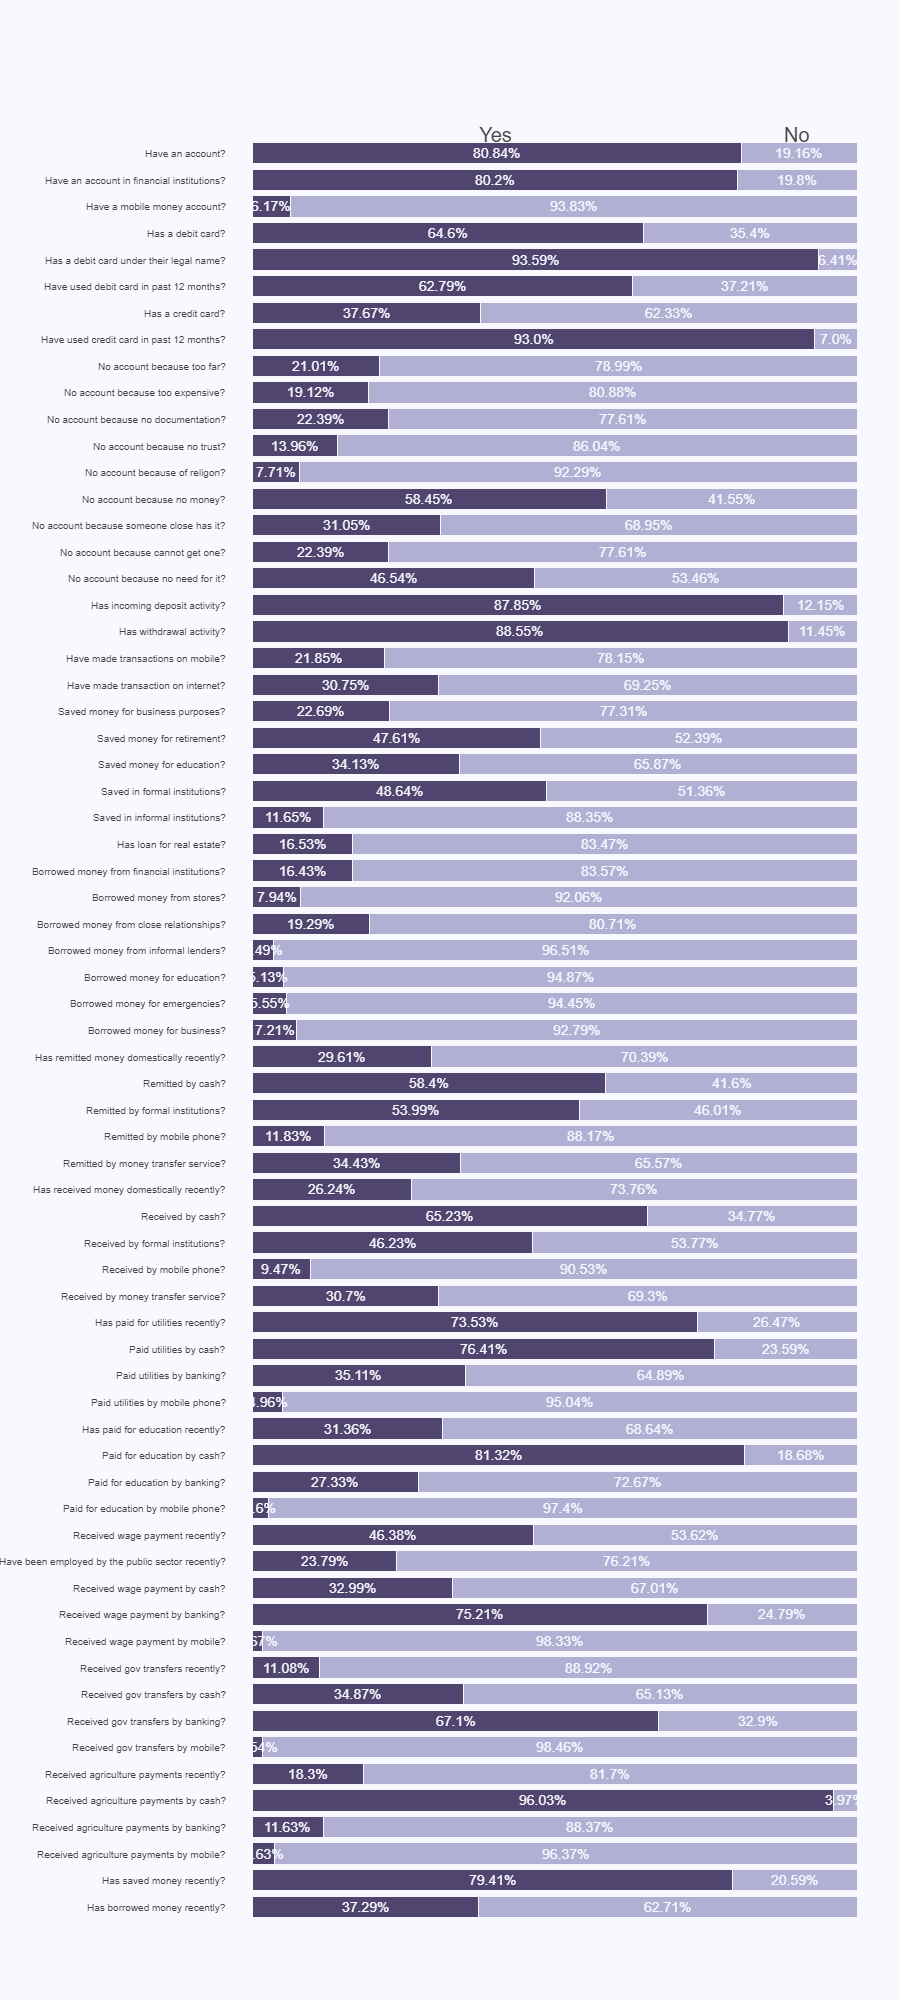 Yes No
Have an account? 80.84% 19.16%
Have an account in financial institutions? 80.2% 19.8%
Have a mobile money account? 6.17% 93.83%
Has a debit card? 64.6% 35.4%
Has a debit card under their legal name? 93.59% 6.41%
Have used debit card in past 12 months? 62.79% 37.21%
Has a credit card? 37.67% 62.33%
Have used credit card in past 12 months? 93.0% 7.0%
No account because too far? 21.01% 78.99%
No account because too expensive? 19.12% 80.88%
No account because no documentation? 22.39% 77.61%
No account because no trust? 13.96% 86.04%
No account because of religon? 7.71% 92.29%
No account because no money? 58.45% 41.55%
No account because someone close has it? 31.05% 68.95%
No account because cannot get one? 22.39% 77.61%
No account because no need for it? 46.54% 53.46%
Has incoming deposit activity? 87.85% 12.15%
Has withdrawal activity? 88.55% 11.45%
Have made transactions on mobile? 21.85% 78.15%
Have made transaction on internet? 30.75% 69.25%
Saved money for business purposes? 22.69% 77.31%
Saved money for retirement? 47.61% 52.39%
Saved money for education? 34.13% 65.87%
Saved in formal institutions? 48.64% 51.36%
Saved in informal institutions? 11.65% 88.35%
Has loan for real estate? 16.53% 83.47%
Borrowed money from financial institutions? 16.43% 83.57%
Borrowed money from stores? 7.94% 92.06%
Borrowed money from close relationships? 19.29% 80.71%
Borrowed money from informal lenders? .49% 96.51%
Borrowed money for education? 5.13% 94.87%
Borrowed money for emergencies? 5.55% 94.45%
Borrowed money for business? 7.21% 92.79%
Has remitted money domestically recently? 29.61% 70.39%
Remitted by cash? 58.4% 41.6%
Remitted by formal institutions? 53.99% 46.01%
Remitted by mobile phone? 11.83% 88.17%
Remitted by money transfer service? 34.43% 65.57%
Has received money domestically recently? 26.24% 73.76%
Received by cash? 65.23% 34.77%
Received by formal institutions? 46.23% 53.77%
Received by mobile phone? 9.47% 90.53%
Received by money transfer service? 30.7% 69.3%
Has paid for utilities recently? 73.53% 26.47%
Paid utilities by cash? 76.41% 23.59%
Paid utilities by banking? 35.11% 64.89%
Paid utilities by mobile phone? 4.96% 95.04%
Has paid for education recently? 31.36% 68.64%
Paid for education by cash? 81.32% 18.68%
Paid for education by banking? 27.33% 72.67%
Paid for education by mobile phone? .6% 97.4%
Received wage payment recently? 46.38% 53.62%
Have been employed by the public sector recently? 23.79% 76.21%
Received wage payment by cash? 32.99% 67.01%
Received wage payment by banking? 75.21% 24.79%
Received wage payment by mobile? 67% 98.33%
Received gov transfers recently? 11.08% 88.92%
Received gov transfers by cash? 34.87% 65.13%
Received gov transfers by banking? 67.1% 32.9%
Received gov transfers by mobile? 54% 98.46%
Received agriculture payments recently? 18.3% 81.7%
Received agriculture payments by cash? 96.03% 3.97%
Received agriculture payments by banking? 11.63% 88.37%
Received agriculture payments by mobile? .63% 96.37%
Has saved money recently? 79.41% 20.59%
Has borrowed money recently? 37.29% 62.71%